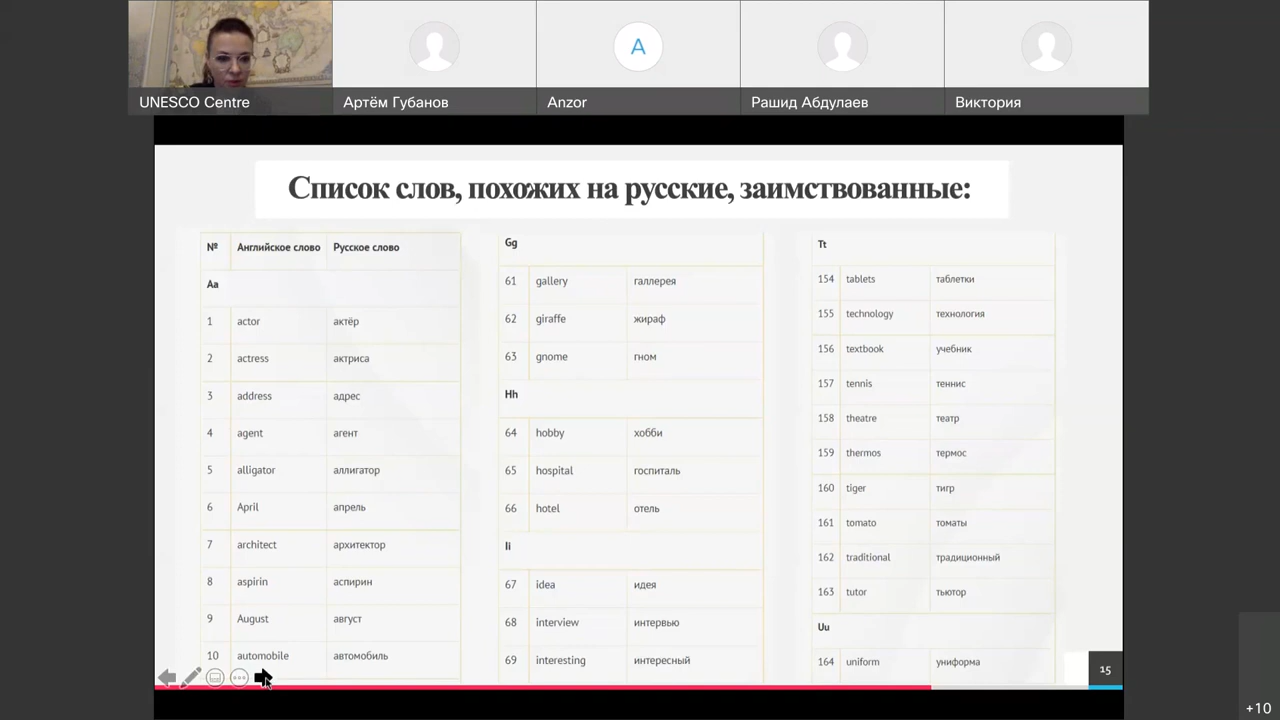 UNESCO Centre
Артём Губанов
A
Anzor
Рашид Абдулаев
Виктория
Список слов, похожих на русские, заимствованные:
№ Английское слово Русское слово
Aa
1 actor актёр
2 actress актриса
3 address адрес
4 agent агент
5 alligator аллигатор
6 April апрель
7 architect архитектор
8 aspirin аспирин
9 August август
10 automobile автомобиль
Gg
61 gallery галлерея
62 giraffe жираф
63 gnome гном
Hh
64 hobby хобби
65 hospital госпиталь
66 hotel отель
Ii
67 idea идея
68 interview интервью
69 interesting интересный
Tt
154 tablets таблетки
155 technology технология
156 textbook учебник
157 tennis теннис
158 theatre театр
159 thermos термос
160 tiger тигр
161 tomato томаты
162 traditional традиционный
163 tutor тьютор
Uu
164 uniform униформа
15
+10